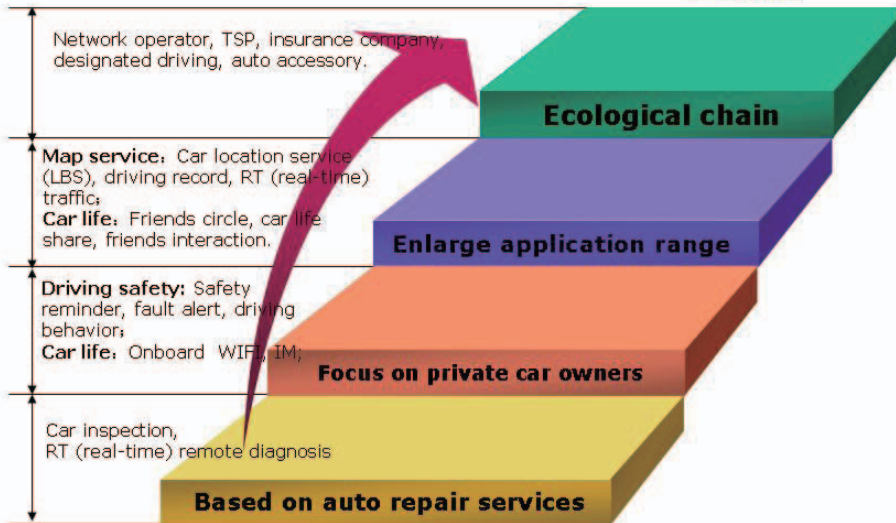 Network operator, TSP, insurance company,
designated driving, auto accessory.
Ecological chain
Map service: Car location service
(LBS), driving record, RT (real-time)
traffic;
Car life: Friends circle, car life
share, friends interaction.
Enlarge application range
Driving safety: Safety
reminder, fault alert, driving
behavior;
Car life: Onboard WIFI, IM;
Focus on private car owners
Car inspection,
RT (real-time) remote diagnosis
Based on auto repair services